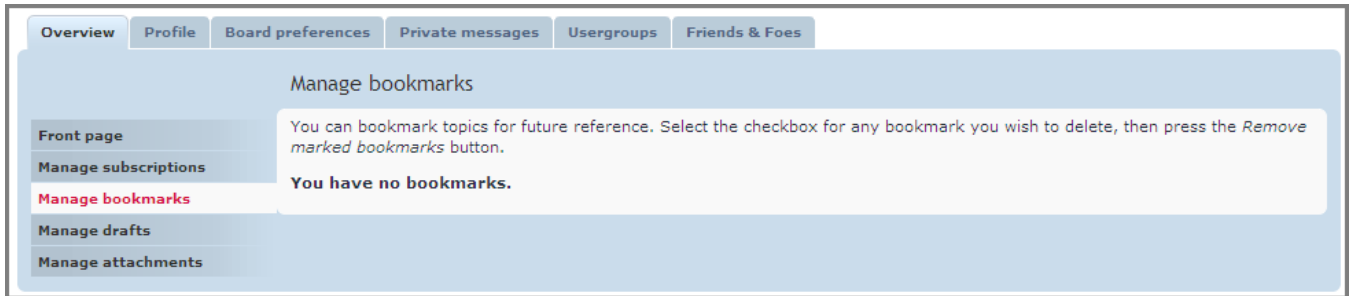 Overview Profile Board preferences Private messages Usergroups Friends & Foes
Manage bookmarks
Front page
Manage subscriptions
Manage bookmarks
Manage drafts
Manage attachments
You can bookmark topics for future reference. Select the checkbox for any bookmark you wish to delete, then press the Remove
marked bookmarks button.
You have no bookmarks.